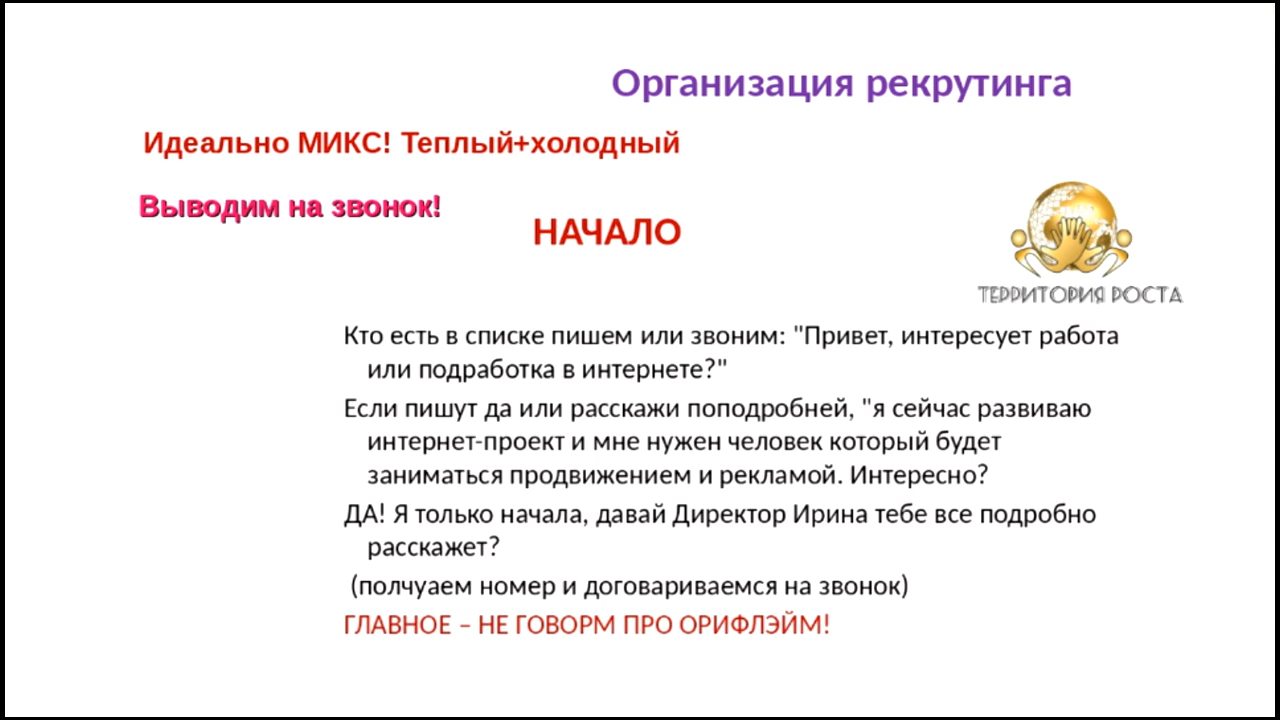 Организация рекрутинга
Идеально МИКС! Теплый+холодный
Выводим на звонок!
НАЧАЛО
ТЕРРИТОРИЯ РОСТА
Кто есть в списке пишем или звоним: "Привет, интересует работа
или подработка в интернете?"
Если пишут да или расскажи поподробней, "я сейчас развиваю
интернет-проект и мне нужен человек который будет
заниматься продвижением и рекламой. Интересно?
ДА! Я только начала, давай Директор Ирина тебе все подробно
расскажет?
(полчуаем номер и договариваемся на звонок)
ГЛАВНОЕ – НЕ ГОВОРМ ПРО ОРИФЛЭЙМ!